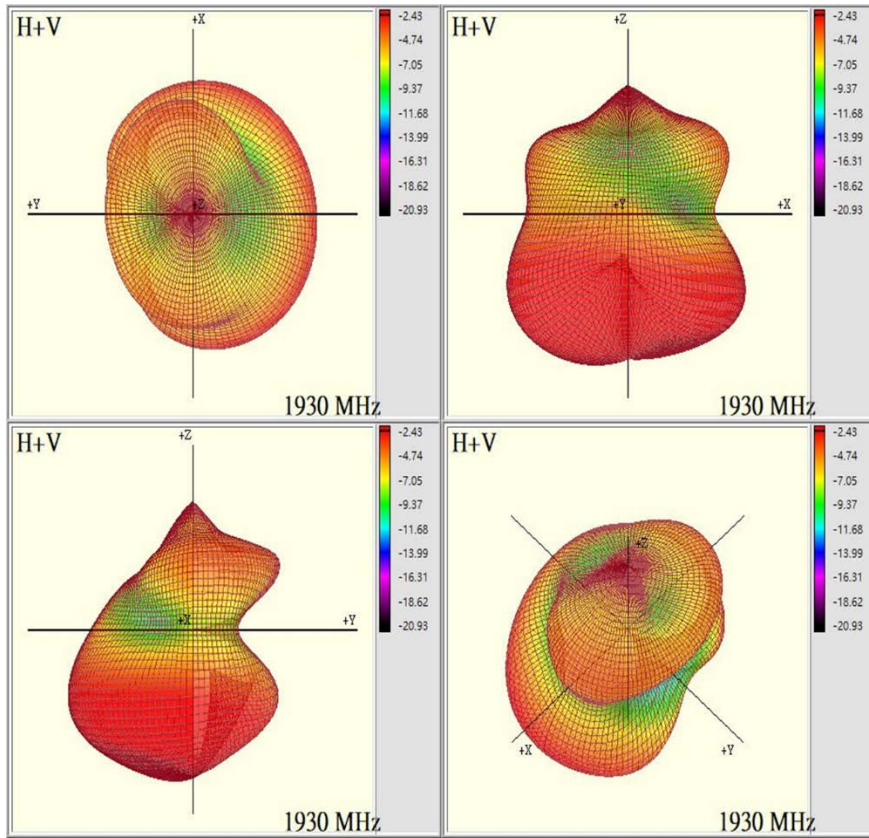 H+V
+X
+Y
+Z
-2.43
-4.74
-7.05
-9.37
-11.68
-13.99
-16.31
-18.62
-20.93
1930 MHz
H+V
+Z
+Y
+X
-2.43
-4.74
-7.05
-9.37
-11.68
-13.99
-16.31
-18.62
-20.93
1930 MHz
H+V
+Z
+X
+Y
-2.43
-4.74
-7.05
-9.37
-11.68
-13.99
-16.31
-18.62
-20.93
1930 MHz
H+V
+Z
+X
+Y
-2.43
-4.74
-7.05
-9.37
-11.68
-13.99
-16.31
-18.62
-20.93
1930 MHz